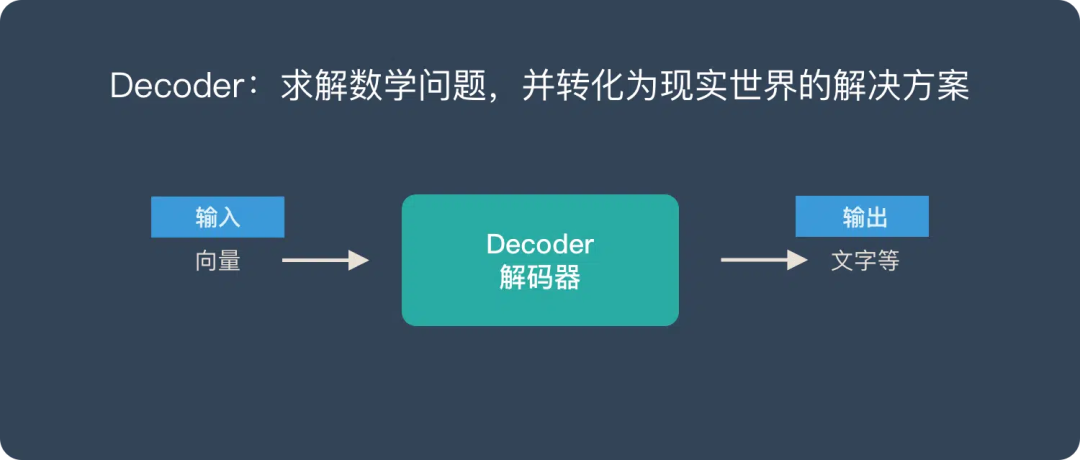 Decoder：求解数学问题，并转化为现实世界的解决方案
输入
向量
Decoder
解码器
输出
文字等